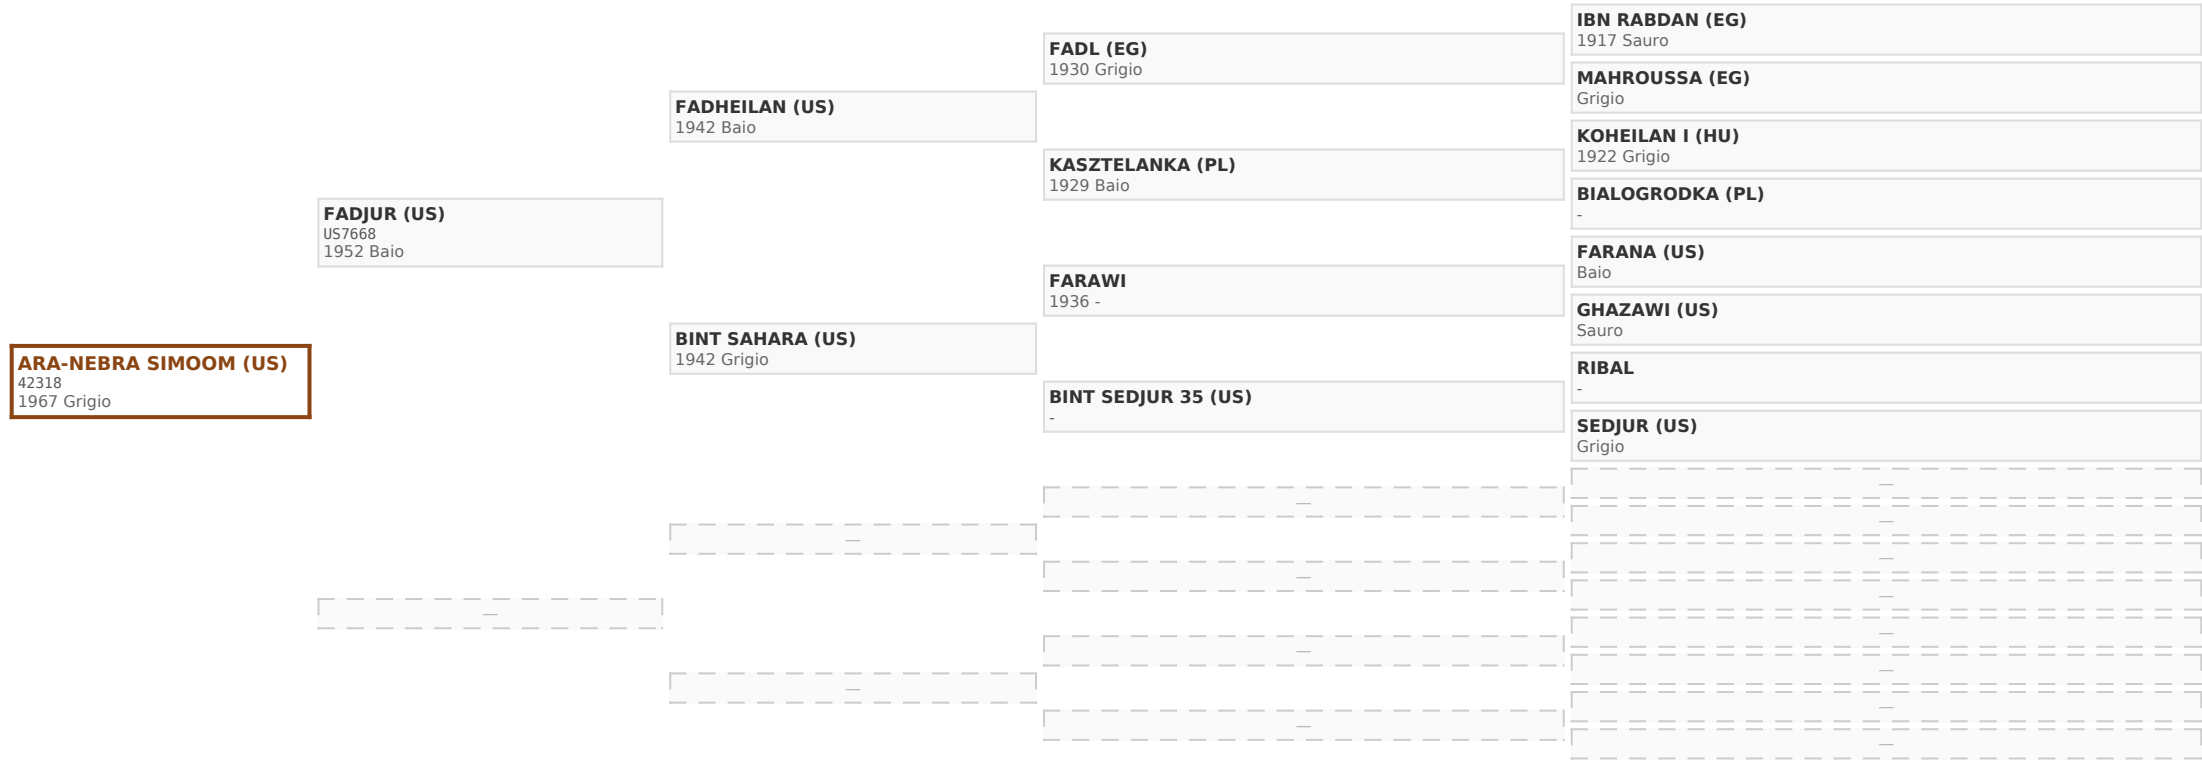 ARA-NEBRA SIMOOM (US)
42318
1967 Grigio
FADJUR (US)
US7668
1952 Baio
—
FADHEILAN (US)
1942 Baio
BINT SAHARA (US)
1942 Grigio
—
—
FADL (EG)
1930 Grigio
KASZTELANKA (PL)
1929 Baio
FARAWI
1936 -
BINT SEDJUR 35 (US)
-
—
—
—
—
IBN RABDAN (EG)
1917 Sauro
MAHROUSSA (EG)
Grigio
KOHEILAN I (HU)
1922 Grigio
BIALOGRODKA (PL)
-
FARANA (US)
Baio
GHAZAWI (US)
Sauro
RIBAL
-
SEDJUR (US)
Grigio
—
—
—
—
—
—
—
—